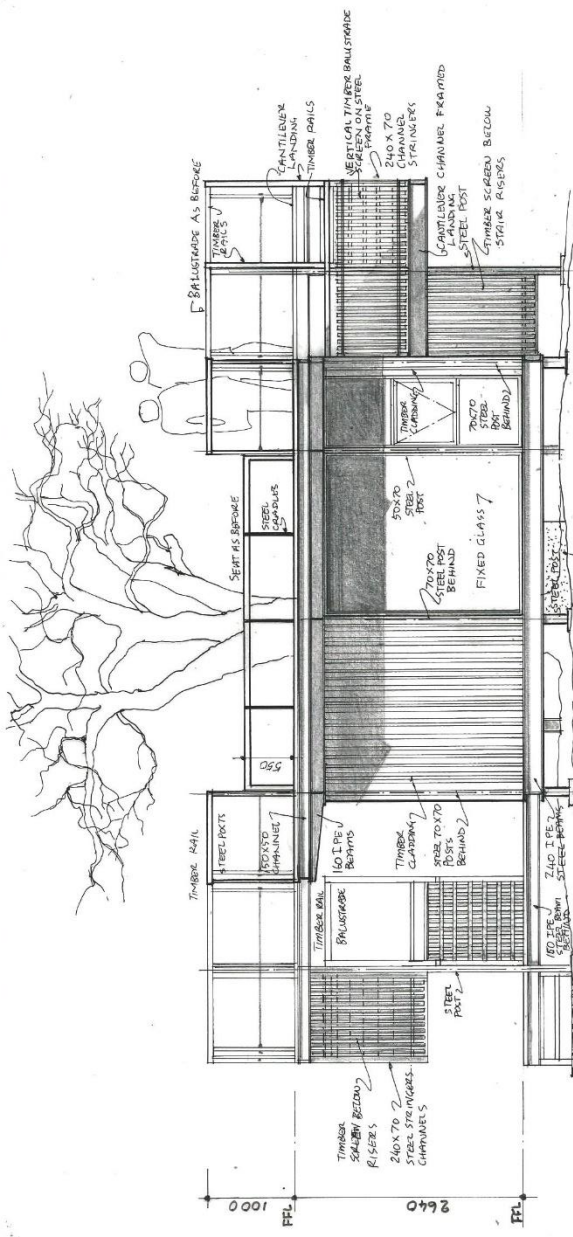 1000
FFL
2640
FFL
TIMBER RAIL
STEEL POSTS
150X50
CHANNEL
550
SEAT AS BEFORE
STEEL
CRADLES
BALUSTRADE AS BEFORE
TIMBER
RAILS
CANTILEVER
LANDING
TIMBER RAILS
VERTICAL TIMBER BALUSTRADE
SCREEN ON STEEL
FRAME
240 X 70
CHANNEL
STRINGERS
CANTILEVER CHANNEL FRAMED
LANDING
STEEL POST
TIMBER SCREEN BELOW
STAIR RISERS
TIMBER RAIL
BALUSTRADE
160 IPE
BEAMS
TIMBER
CLADDING
STEEL 70X70
POSTS
BEHIND
TIMBER
SCREEN BELOW
RISERS
240X70
STEEL STRINGERS
CHANNELS
STEEL
POST
70X70
STEEL POST
BEHIND
50X70
STEEL
POST
FIXED GLASS
TIMBER
CLADDING
70X70
STEEL
POST
BEHIND
180 IPE
STEEL BEAM
BEHIND
240 IPE
STEEL BEAMS
STEEL POST